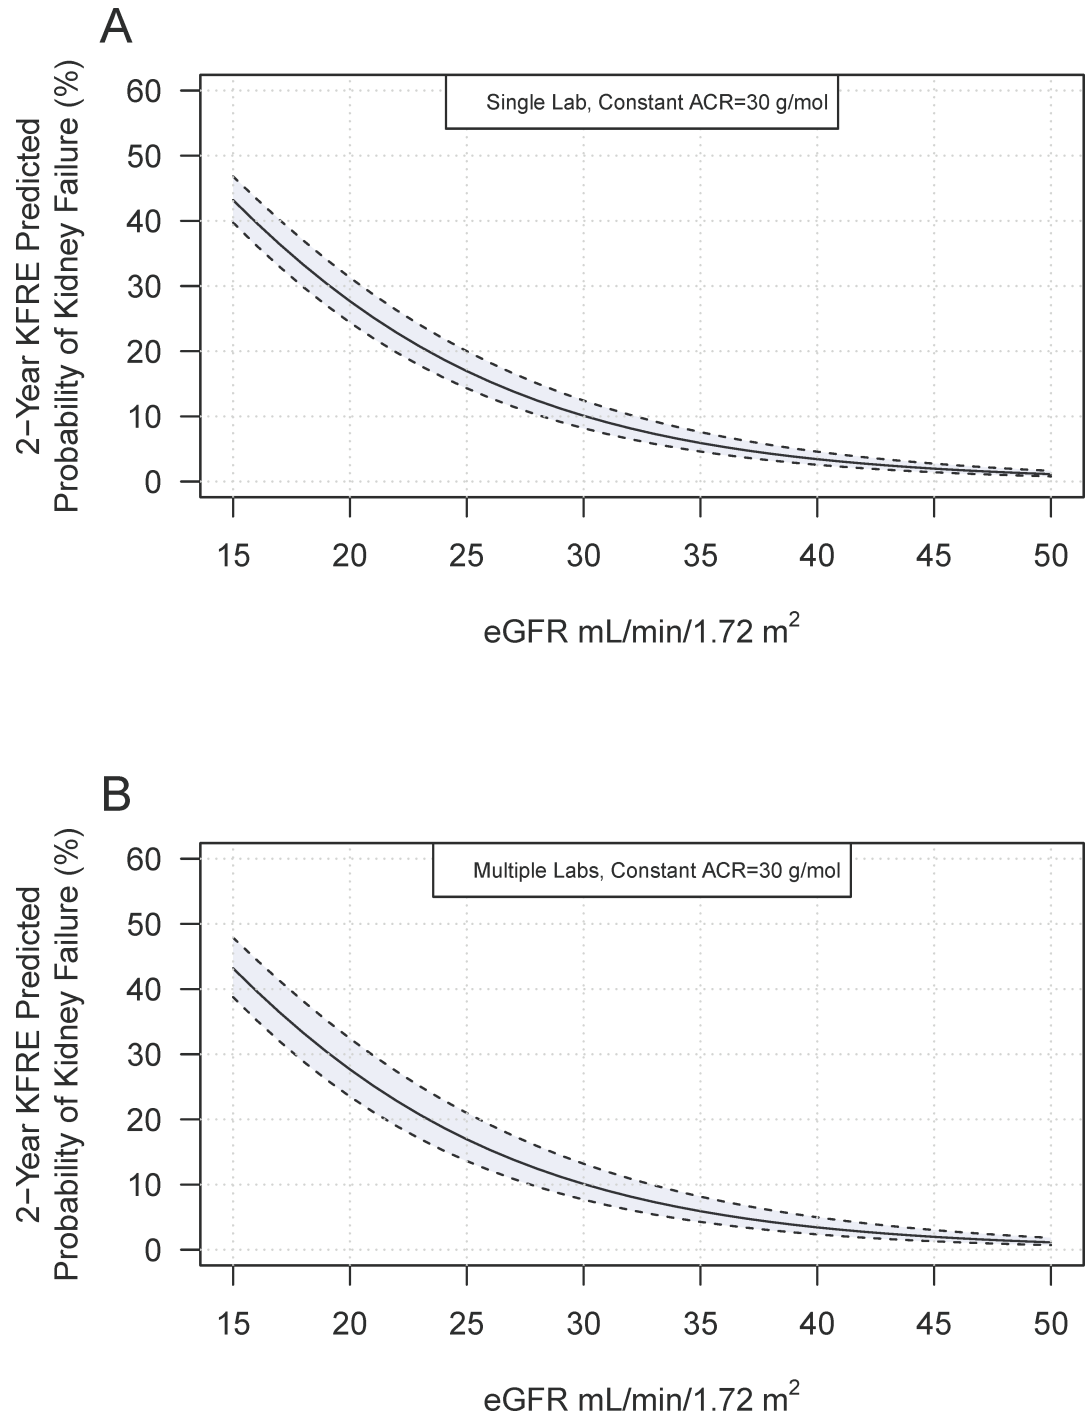 A
2−Year KFRE Predicted
Probability of Kidney Failure (%)
60
50
40
30
20
10
0
Single Lab, Constant ACR=30 g/mol
15 20 25 30 35 40 45 50
eGFR mL/min/1.72 m²
B
2−Year KFRE Predicted
Probability of Kidney Failure (%)
60
50
40
30
20
10
0
Multiple Labs, Constant ACR=30 g/mol
15 20 25 30 35 40 45 50
eGFR mL/min/1.72 m²